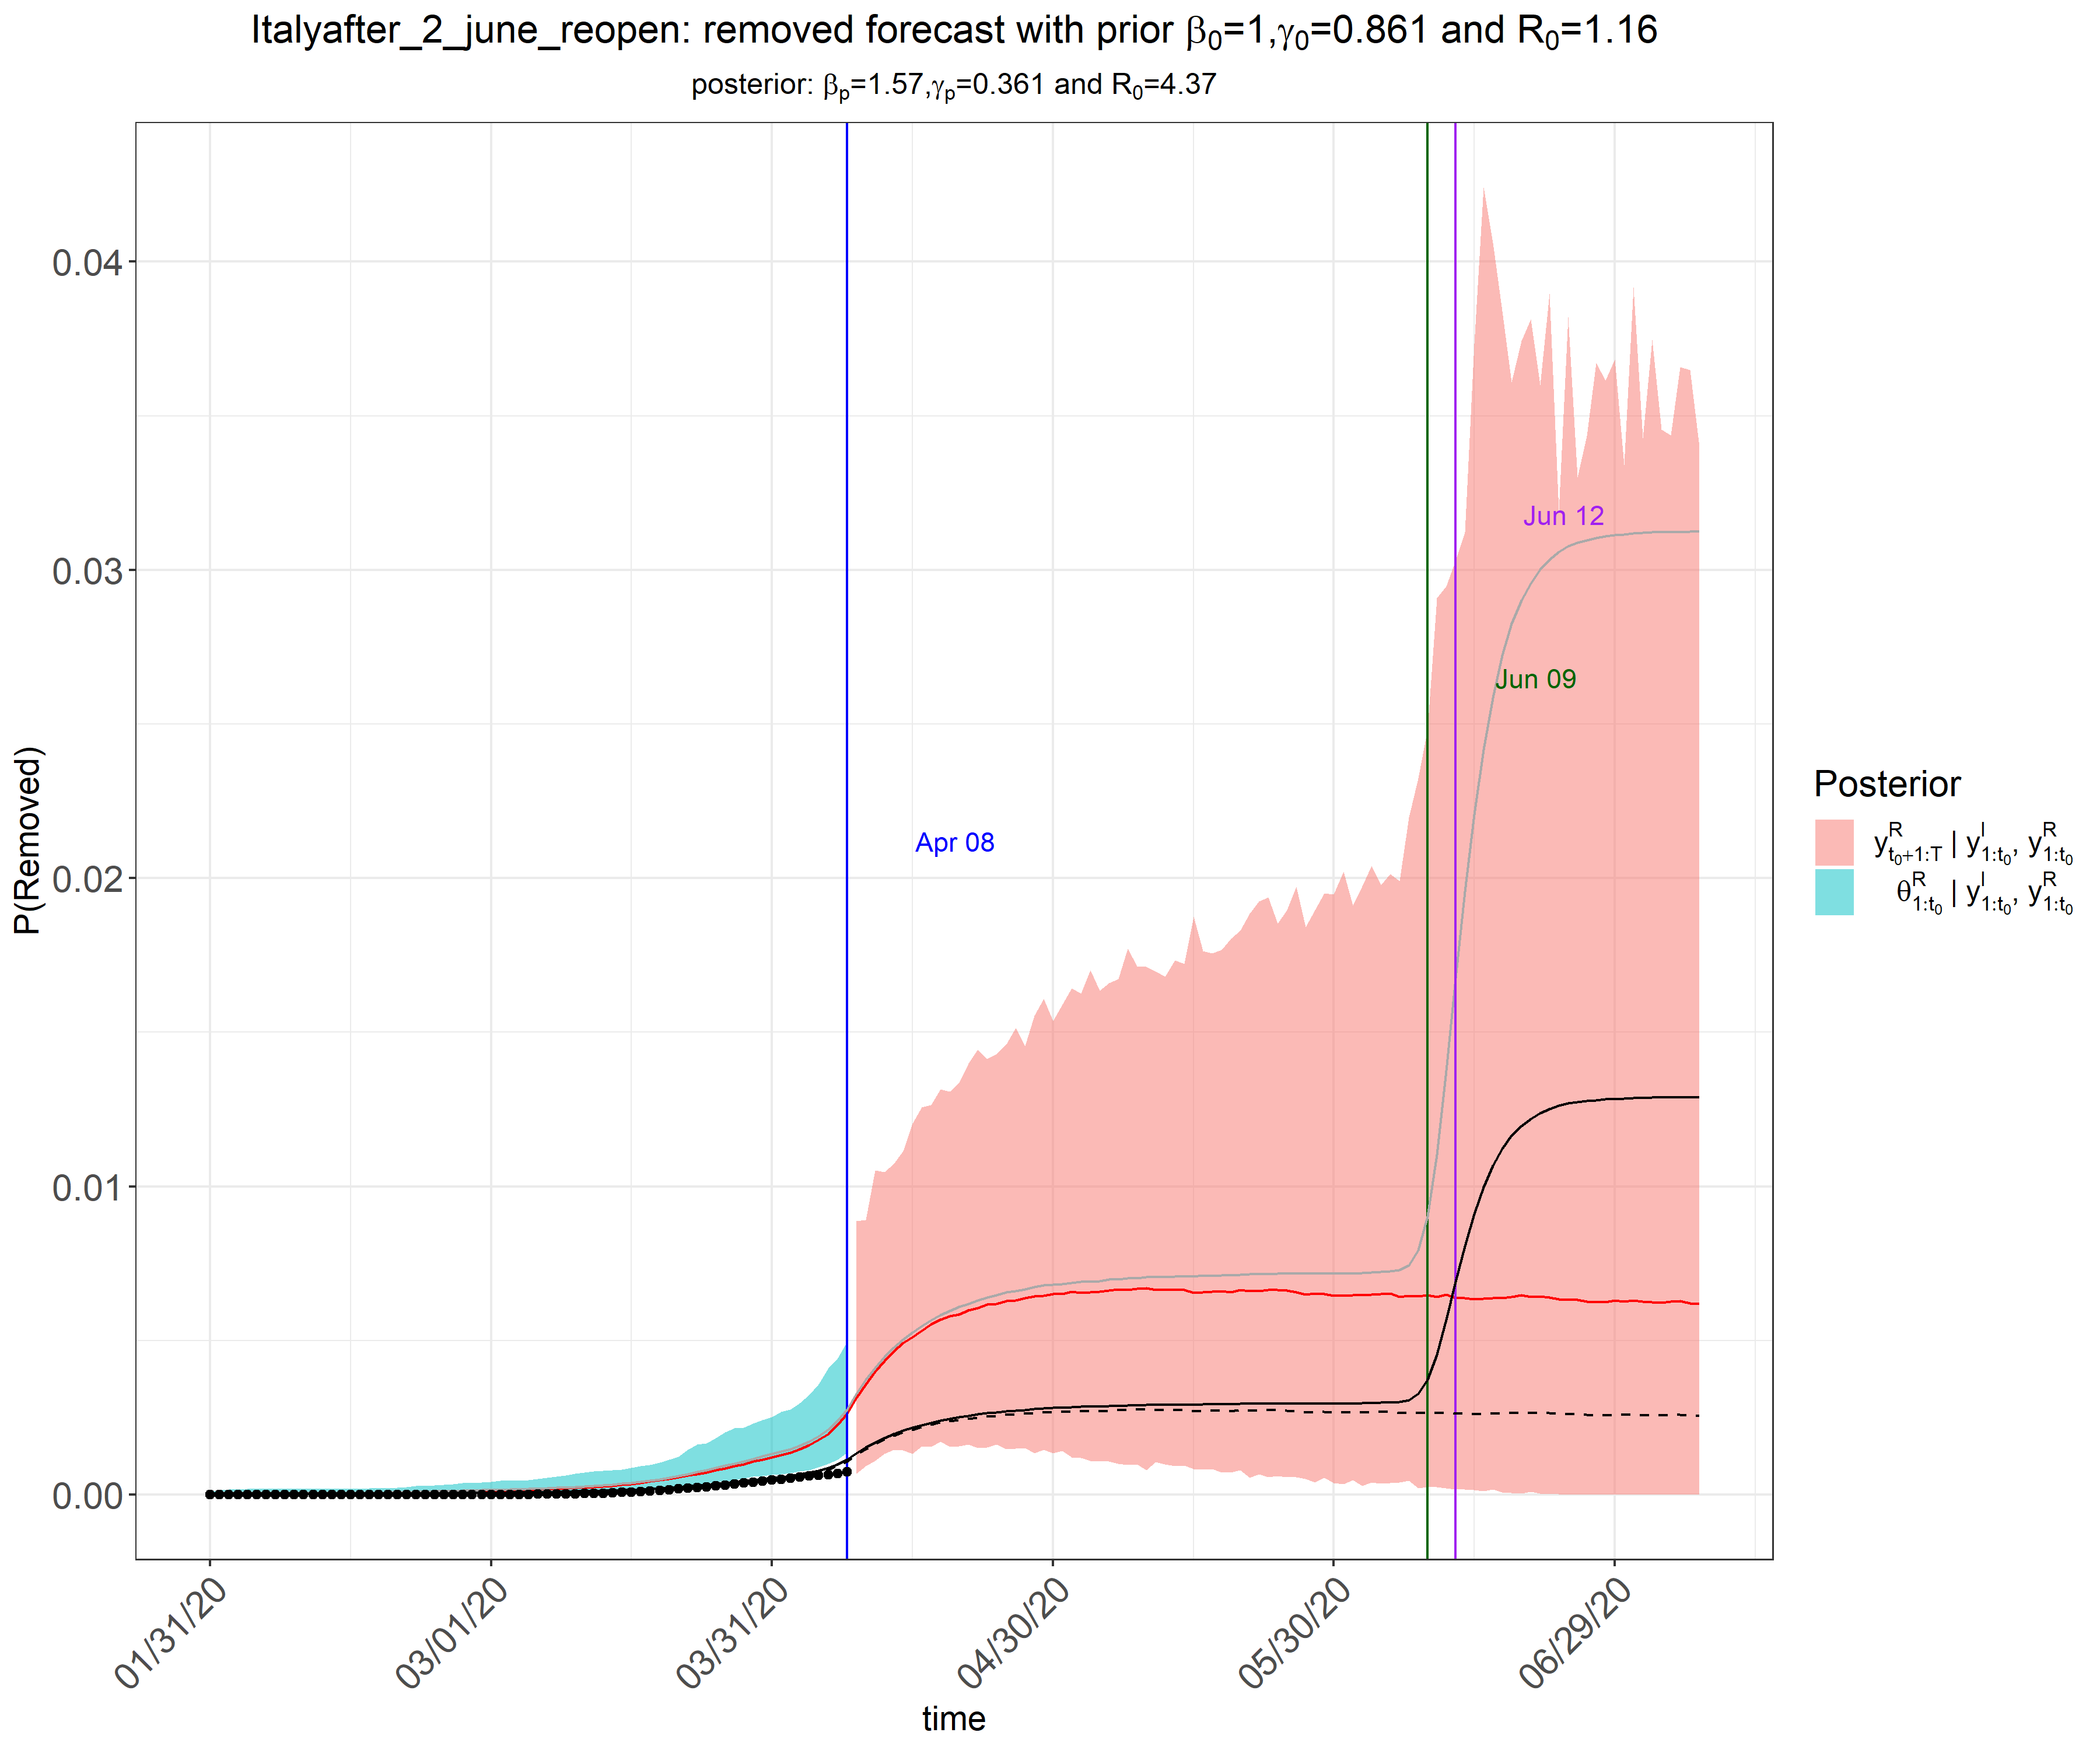 Italyafter_2_june_reopen: removed forecast with prior β₀=1,γ₀=0.861 and R₀=1.16
posterior: βₚ=1.57,γₚ=0.361 and R₀=4.37
P(Removed)
0.04
0.03
0.02
0.01
0.00
Jun 12
Jun 09
Apr 08
01/31/20
03/01/20
03/31/20
04/30/20
05/30/20
06/29/20
time
Posterior
y^R_{t₀+1:T} | y^I_{1:t₀}, y^R_{1:t₀}
θ^R_{1:t₀} | y^I_{1:t₀}, y^R_{1:t₀}